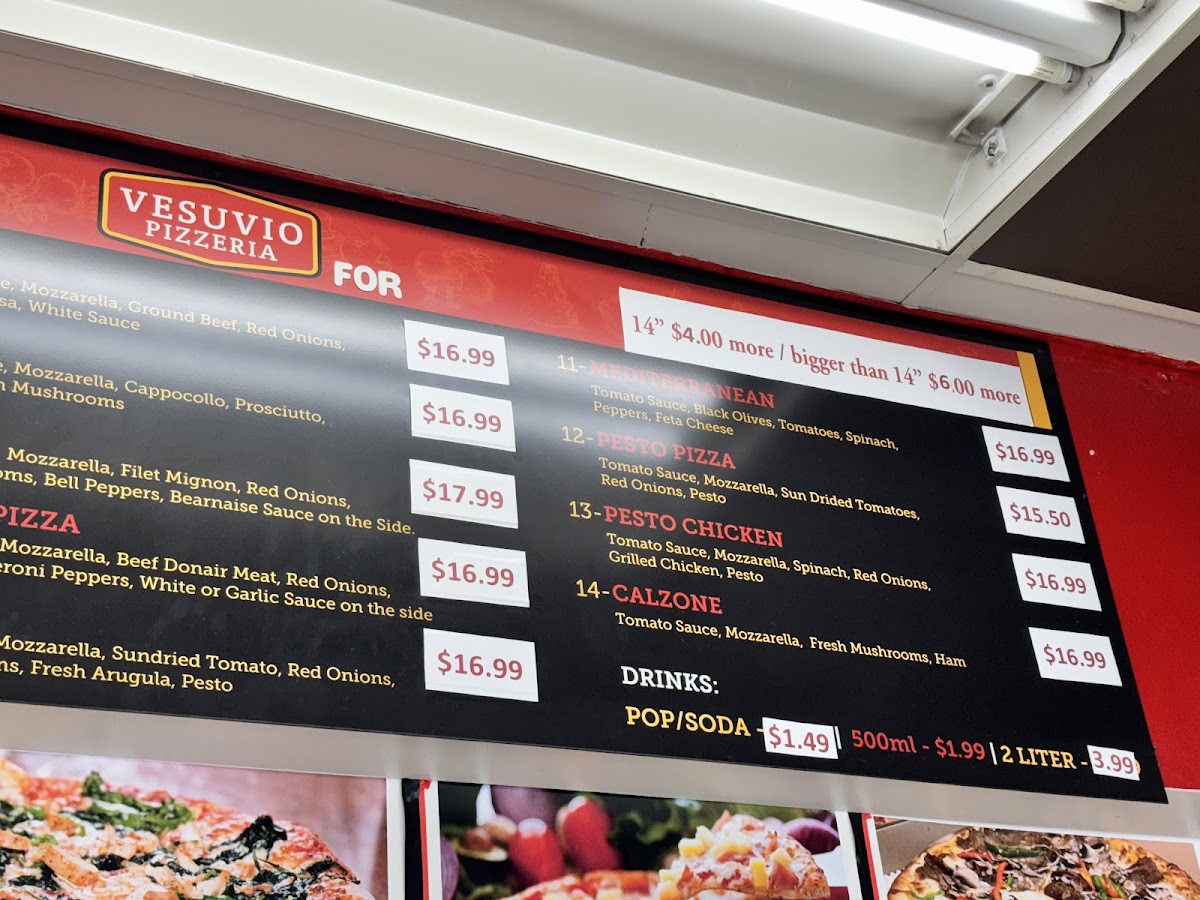 VESUVIO
PIZZERIA
FOR
Mozzarella, Ground Beef, Red Onions,
White Sauce
$16.99
Mozzarella, Cappocollo, Prosciutto,
Mushrooms
$16.99
Mozzarella, Filet Mignon, Red Onions,
Bell Peppers, Bearnaise Sauce on the Side.
$17.99
PIZZA
Mozzarella, Beef Donair Meat, Red Onions,
Peppers, White or Garlic Sauce on the side
$16.99
Mozzarella, Sundried Tomato, Red Onions,
Fresh Arugula, Pesto
$16.99
14” $4.00 more / bigger than 14” $6.00 more
11-MEDITERRANEAN
Tomato Sauce, Black Olives, Tomatoes, Spinach,
Peppers, Feta Cheese
$16.99
12-PESTO PIZZA
Tomato Sauce, Mozzarella, Sun Drided Tomatoes,
Red Onions, Pesto
$15.50
13-PESTO CHICKEN
Tomato Sauce, Mozzarella, Spinach, Red Onions,
Grilled Chicken, Pesto
$16.99
14-CALZONE
Tomato Sauce, Mozzarella, Fresh Mushrooms, Ham
$16.99
DRINKS:
POP/SODA - $1.49 | 500ml - $1.99 | 2 LITER - 3.99